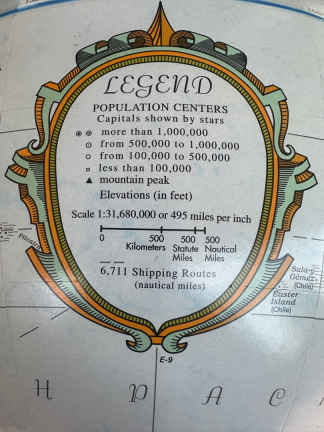 LEGEND
POPULATION CENTERS
Capitals shown by stars
more than 1,000,000
from 500,000 to 1,000,000
from 100,000 to 500,000
less than 100,000
mountain peak
Elevations (in feet)
Scale 1:31,680,000 or 495 miles per inch
0 500 500 500
Kilometers Statute Nautical
Miles Miles
6,711 Shipping Routes
(nautical miles)
Sala-y-
Gómez
(Chile)
Easter
Island
(Chile)
E-9
H P A C